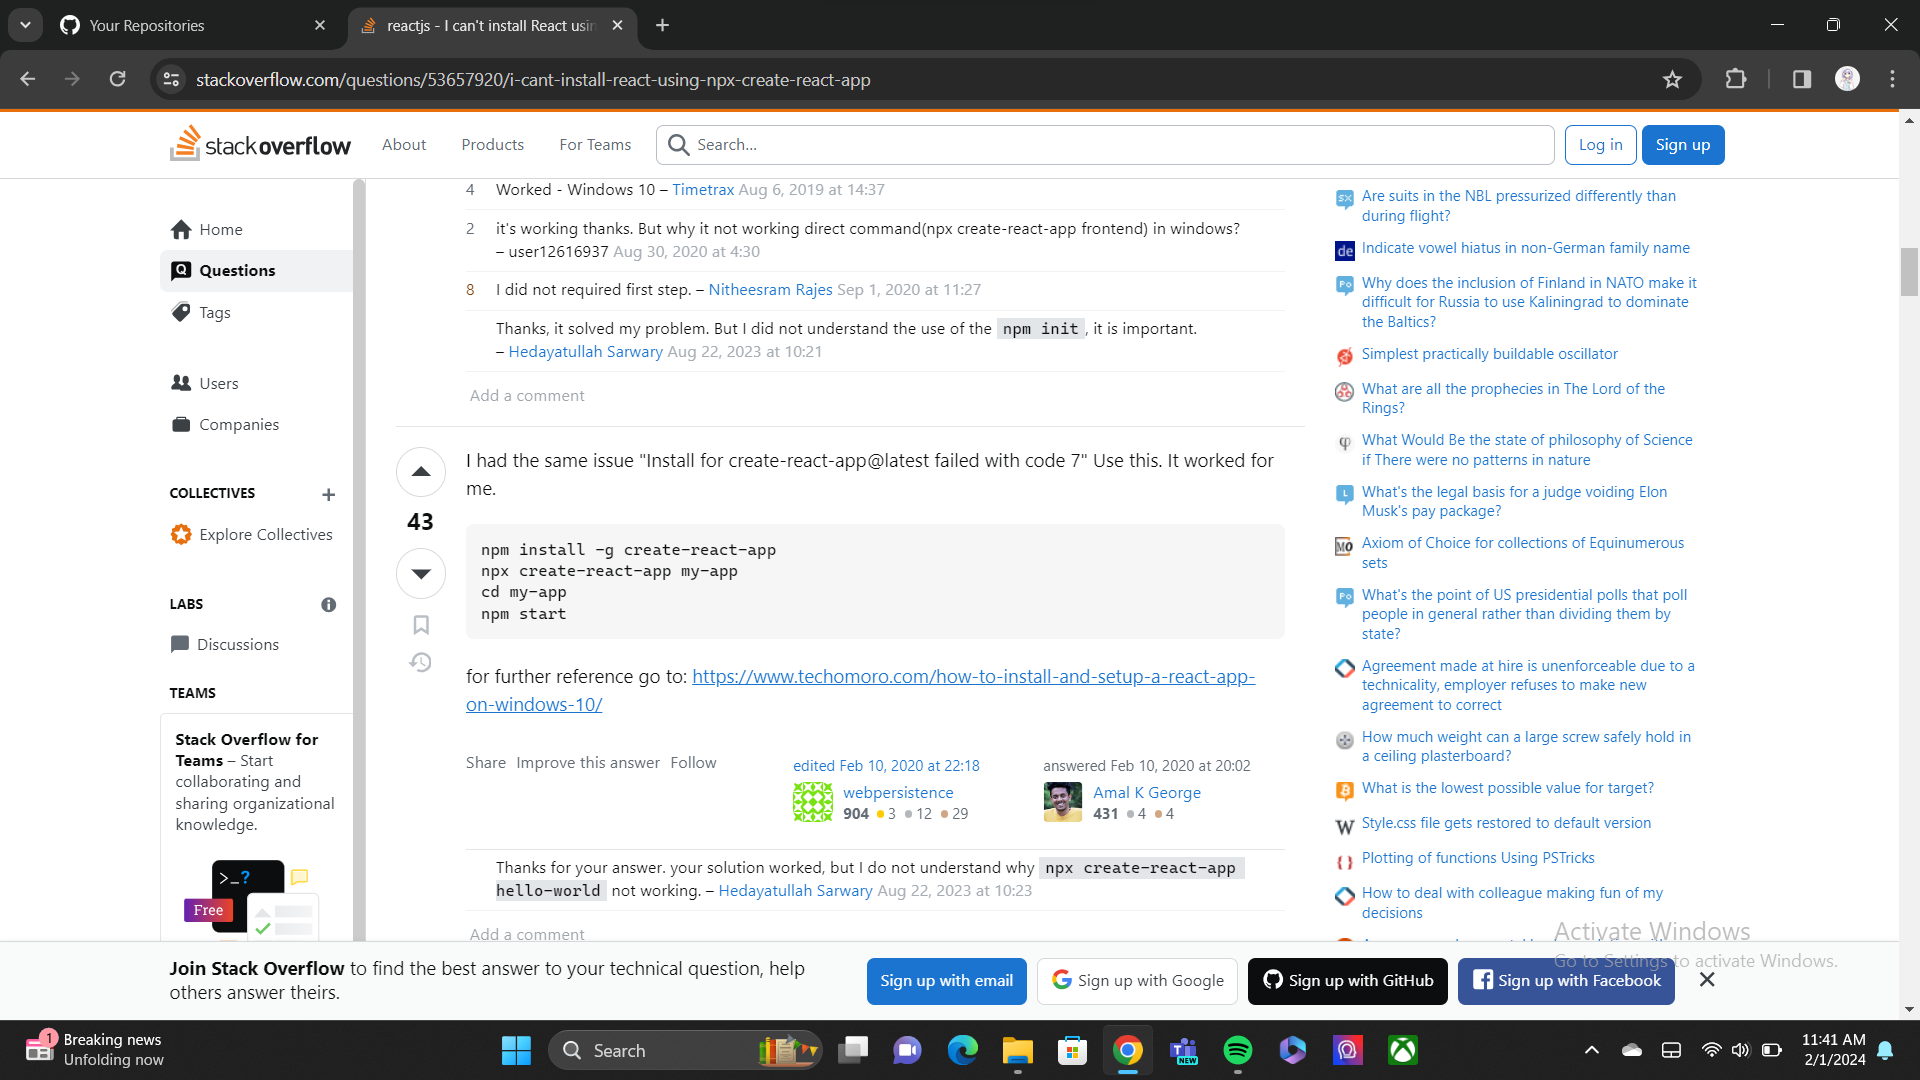 Your Repositories
reactjs - I can't install React usin
stackoverflow.com/questions/53657920/i-cant-install-react-using-npx-create-react-app
stackoverflow
About
Products
For Teams
Search...
Log in
Sign up
Home
Questions
Tags
Users
Companies
COLLECTIVES
Explore Collectives
LABS
Discussions
TEAMS
Stack Overflow for
Teams – Start
collaborating and
sharing organizational
knowledge.
>_?
Free
4 Worked - Windows 10 – Timetrax Aug 6, 2019 at 14:37
2 it's working thanks. But why it not working direct command(npx create-react-app frontend) in windows?
– user12616937 Aug 30, 2020 at 4:30
8 I did not required first step. – Nitheesram Rajes Sep 1, 2020 at 11:27
Thanks, it solved my problem. But I did not understand the use of the npm init, it is important.
– Hedayatullah Sarwary Aug 22, 2023 at 10:21
Add a comment
43
I had the same issue "Install for create-react-app@latest failed with code 7" Use this. It worked for
me.
npm install -g create-react-app
npx create-react-app my-app
cd my-app
npm start
for further reference go to: https://www.techomoro.com/how-to-install-and-setup-a-react-app-
on-windows-10/
Share Improve this answer Follow
edited Feb 10, 2020 at 22:18
webpersistence
904 3 12 29
answered Feb 10, 2020 at 20:02
Amal K George
431 4 4
Thanks for your answer. your solution worked, but I do not understand why npx create-react-app
hello-world not working. – Hedayatullah Sarwary Aug 22, 2023 at 10:23
Add a comment
Are suits in the NBL pressurized differently than
during flight?
Indicate vowel hiatus in non-German family name
Why does the inclusion of Finland in NATO make it
difficult for Russia to use Kaliningrad to dominate
the Baltics?
Simplest practically buildable oscillator
What are all the prophecies in The Lord of the
Rings?
What Would Be the state of philosophy of Science
if There were no patterns in nature
What's the legal basis for a judge voiding Elon
Musk's pay package?
Axiom of Choice for collections of Equinumerous
sets
What's the point of US presidential polls that poll
people in general rather than dividing them by
state?
Agreement made at hire is unenforceable due to a
technicality, employer refuses to make new
agreement to correct
How much weight can a large screw safely hold in
a ceiling plasterboard?
What is the lowest possible value for target?
Style.css file gets restored to default version
Plotting of functions Using PSTricks
How to deal with colleague making fun of my
decisions
Activate Windows
Go to Settings to activate Windows.
Join Stack Overflow to find the best answer to your technical question, help
others answer theirs.
Sign up with email
Sign up with Google
Sign up with GitHub
Sign up with Facebook
1
Breaking news
Unfolding now
Search
NEW
11:41 AM
2/1/2024